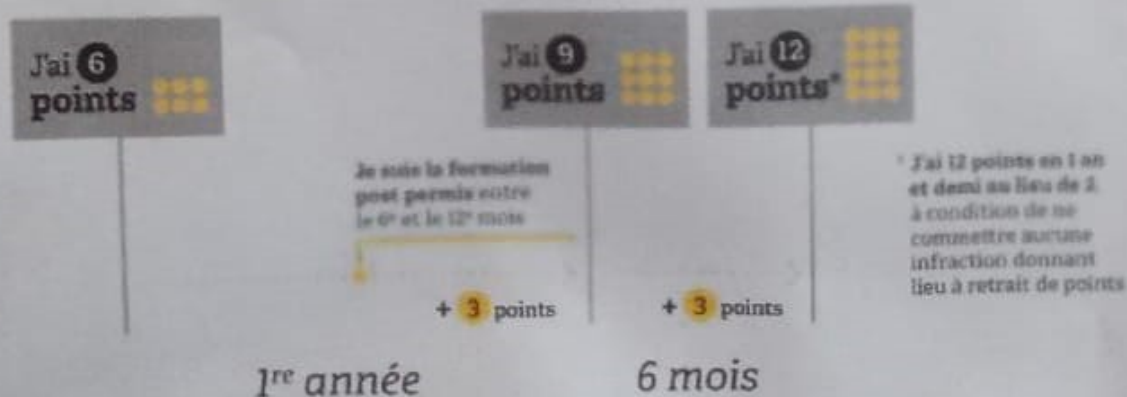 J'ai 6
points
J'ai 9
points
J'ai 12
points*
Je suis la formation
post permis entre
le 6e et le 12e mois
* J'ai 12 points en 1 an
et demi au lieu de 2
à condition de ne
commettre aucune
infraction donnant
lieu à retrait de points
+ 3 points
+ 3 points
1re année
6 mois